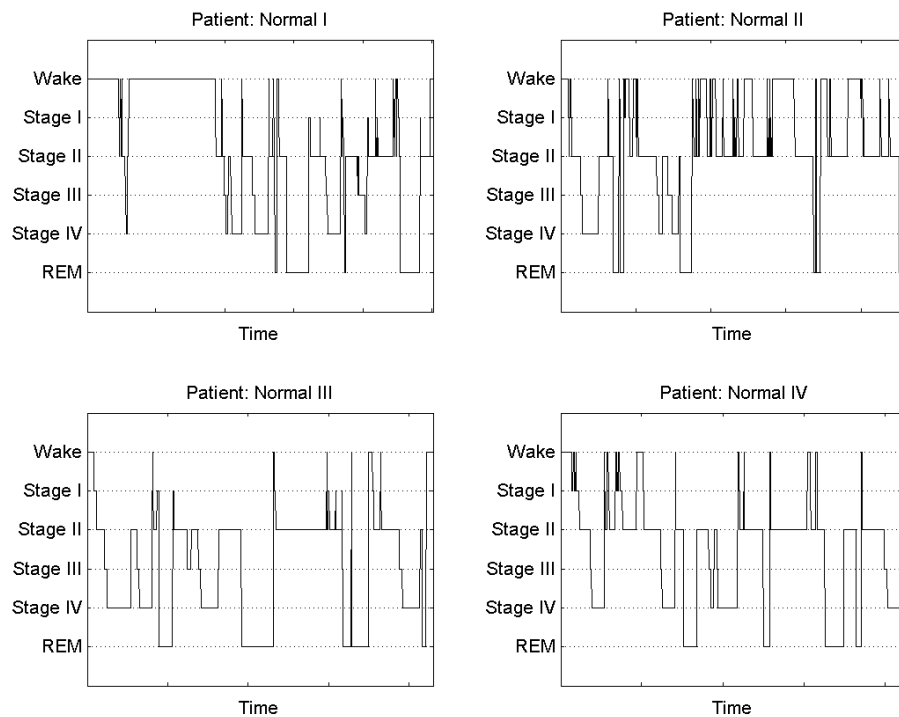 Patient: Normal I
Wake
Stage I
Stage II
Stage III
Stage IV
REM
Time
Patient: Normal II
Wake
Stage I
Stage II
Stage III
Stage IV
REM
Time
Patient: Normal III
Wake
Stage I
Stage II
Stage III
Stage IV
REM
Time
Patient: Normal IV
Wake
Stage I
Stage II
Stage III
Stage IV
REM
Time